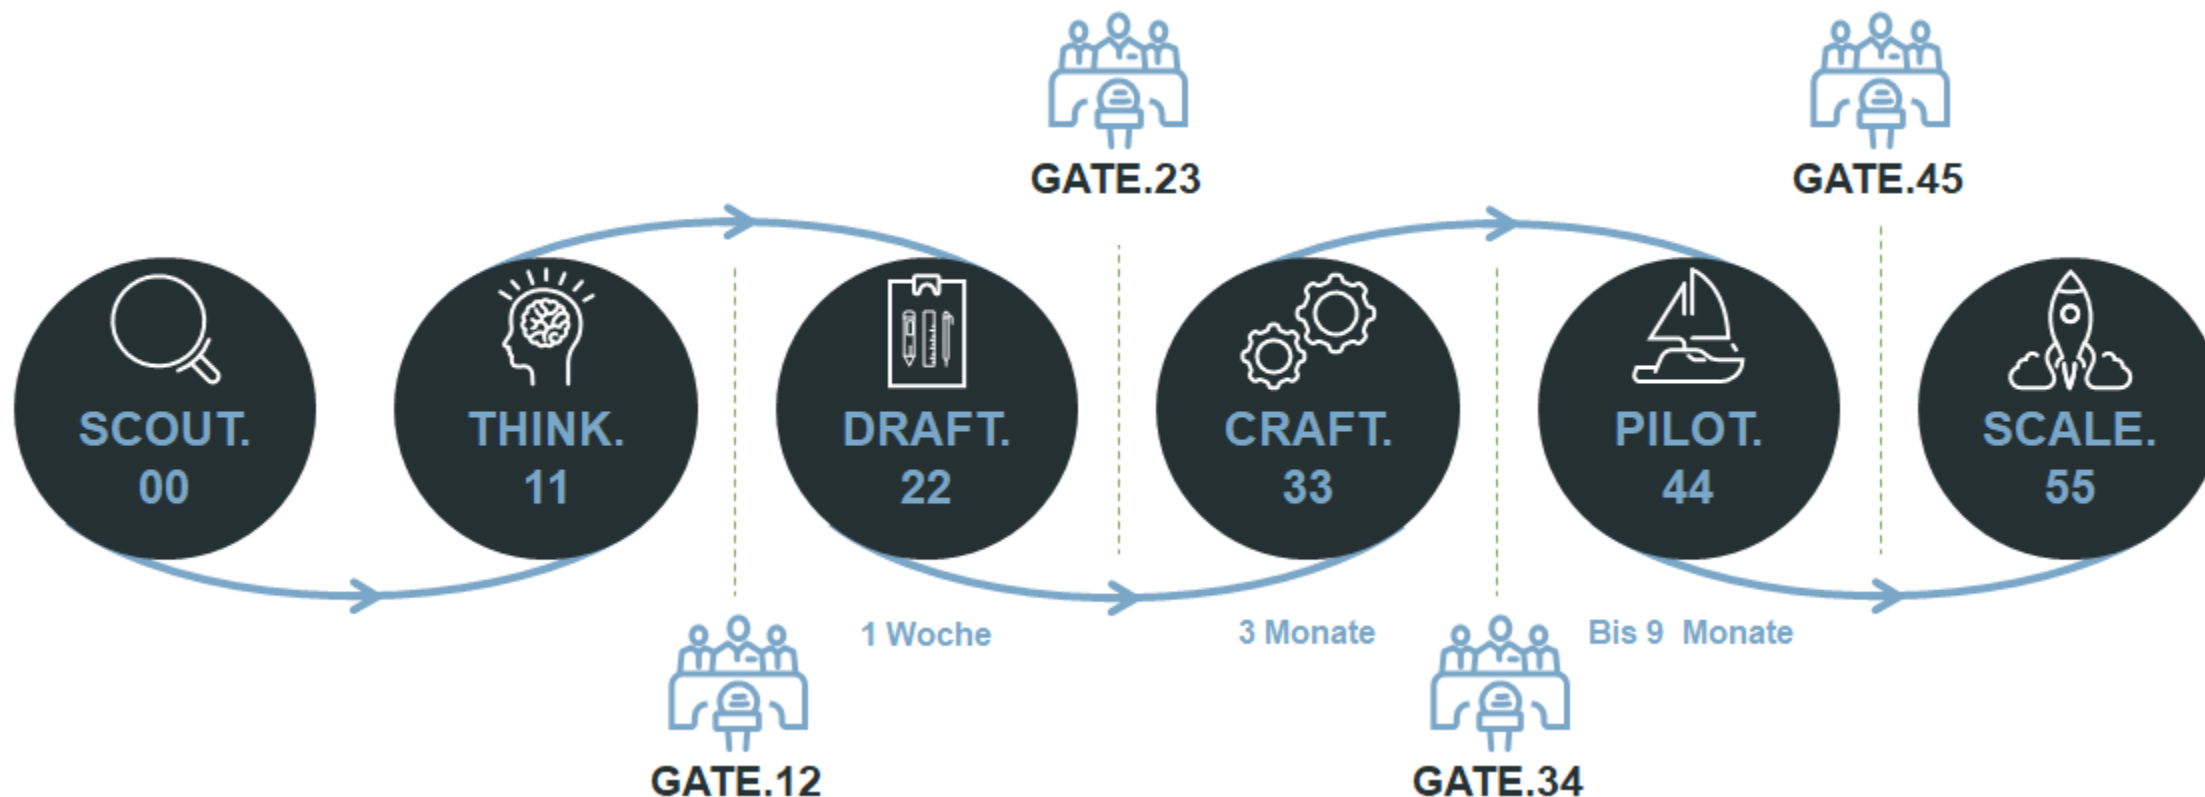 GATE.23
GATE.45
SCOUT.
00
THINK.
11
DRAFT.
22
CRAFT.
33
PILOT.
44
SCALE.
55
1 Woche
3 Monate
Bis 9  Monate
GATE.12
GATE.34